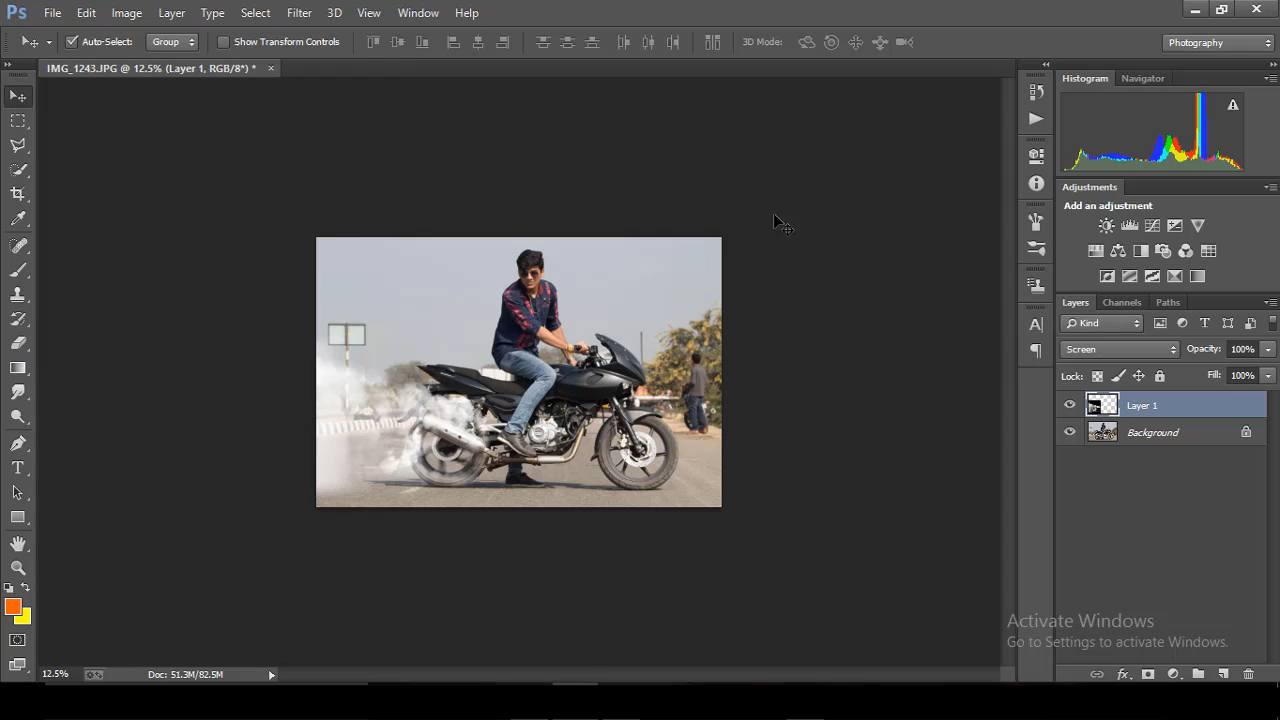 Ps File Edit Image Layer Type Select Filter 3D View Window Help
Auto-Select: Group Show Transform Controls 3D Mode: Photography
IMG_1243.JPG @ 12.5% (Layer 1, RGB/8*) *
Histogram Navigator
Adjustments
Add an adjustment
Layers Channels Paths
Kind
Screen Opacity: 100%
Lock: Fill: 100%
Layer 1
Background
Activate Windows
Go to Settings to activate Windows.
12.5% Doc: 51.3M/82.5M